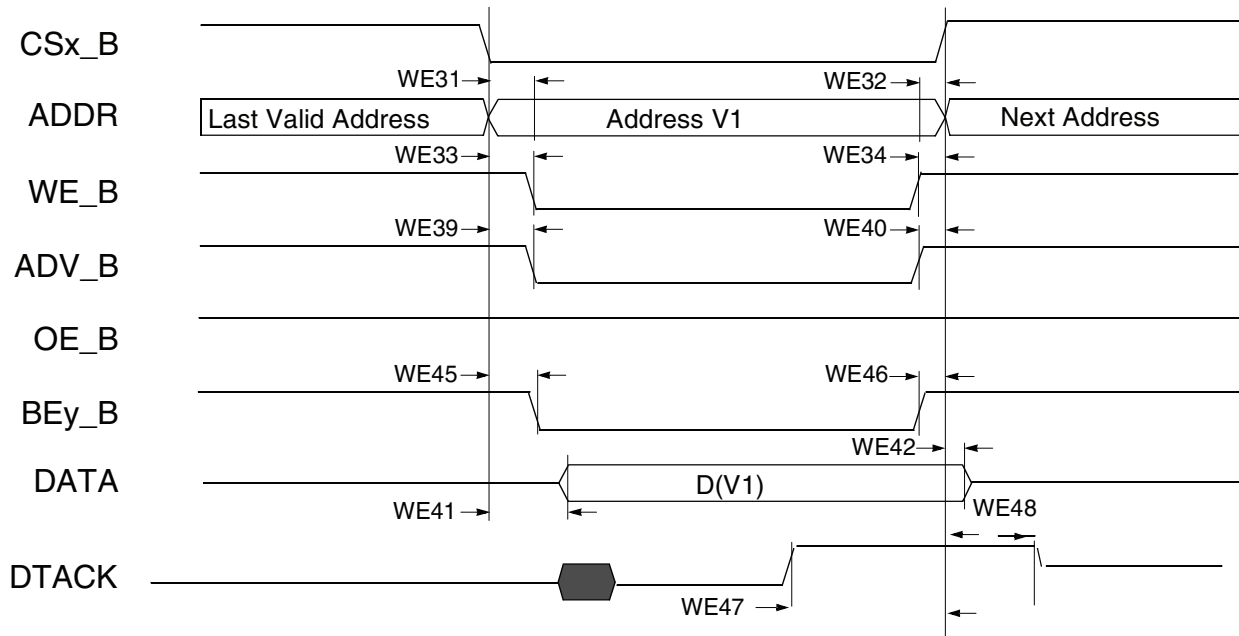 CSx_B
WE31
WE32
ADDR
Last Valid Address
Address V1
Next Address
WE33
WE34
WE_B
WE39
WE40
ADV_B
OE_B
WE45
WE46
BEy_B
WE42
DATA
D(V1)
WE41
WE48
DTACK
WE47